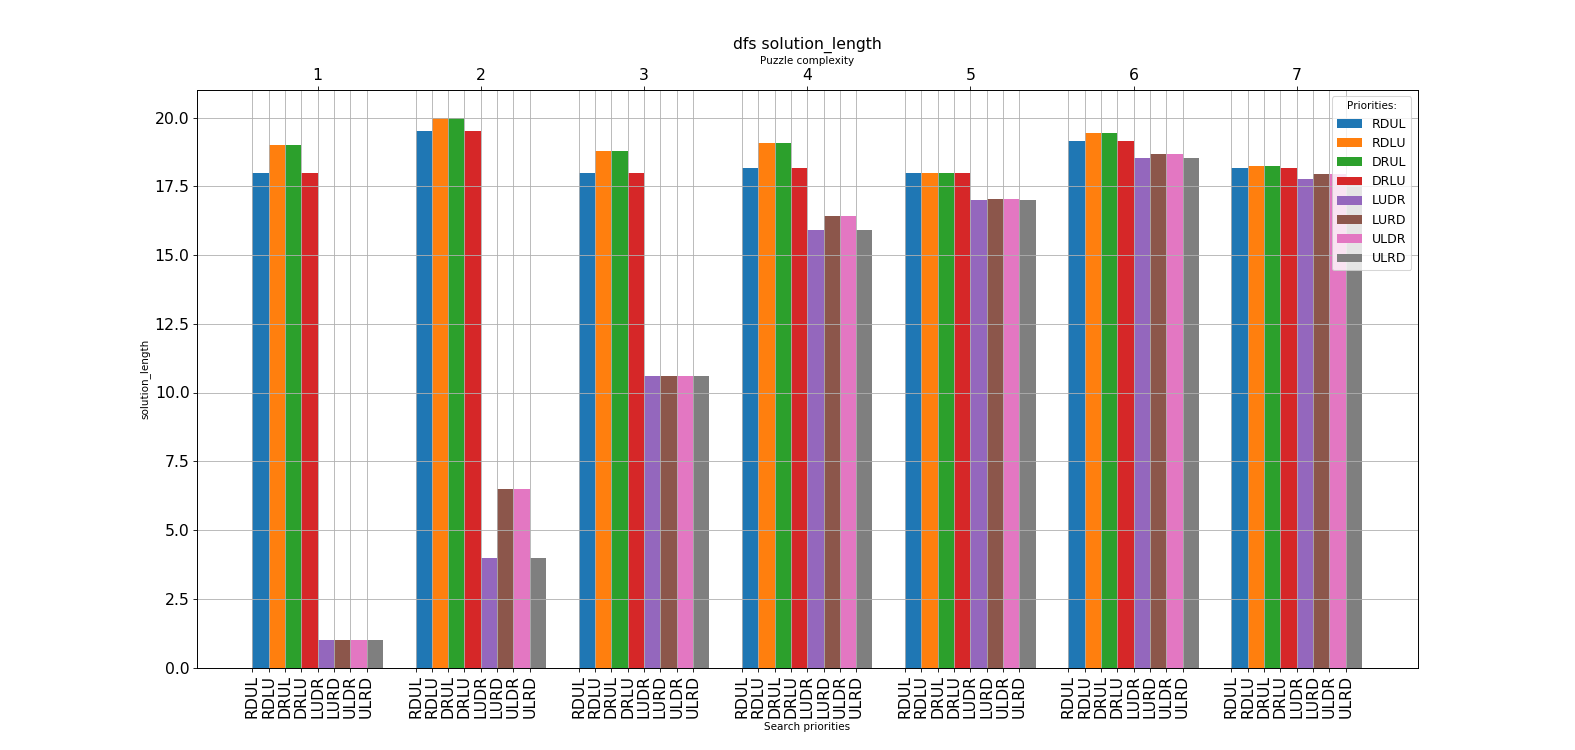 dfs solution_length
Puzzle complexity
1 2 3 4 5 6 7
Priorities:
RDUL
RDLU
DRUL
DRLU
LUDR
LURD
ULDR
ULRD
20.0
17.5
15.0
12.5
10.0
7.5
5.0
2.5
0.0
solution_length
RDUL RDLU DRUL DRLU LUDR LURD ULDR ULRD RDUL RDLU DRUL DRLU LUDR LURD ULDR ULRD RDUL RDLU DRUL DRLU LUDR LURD ULDR ULRD RDUL RDLU DRUL DRLU LUDR LURD ULDR ULRD RDUL RDLU DRUL DRLU LUDR LURD ULDR ULRD RDUL RDLU DRUL DRLU LUDR LURD ULDR ULRD RDUL RDLU DRUL DRLU LUDR LURD ULDR ULRD
Search priorities